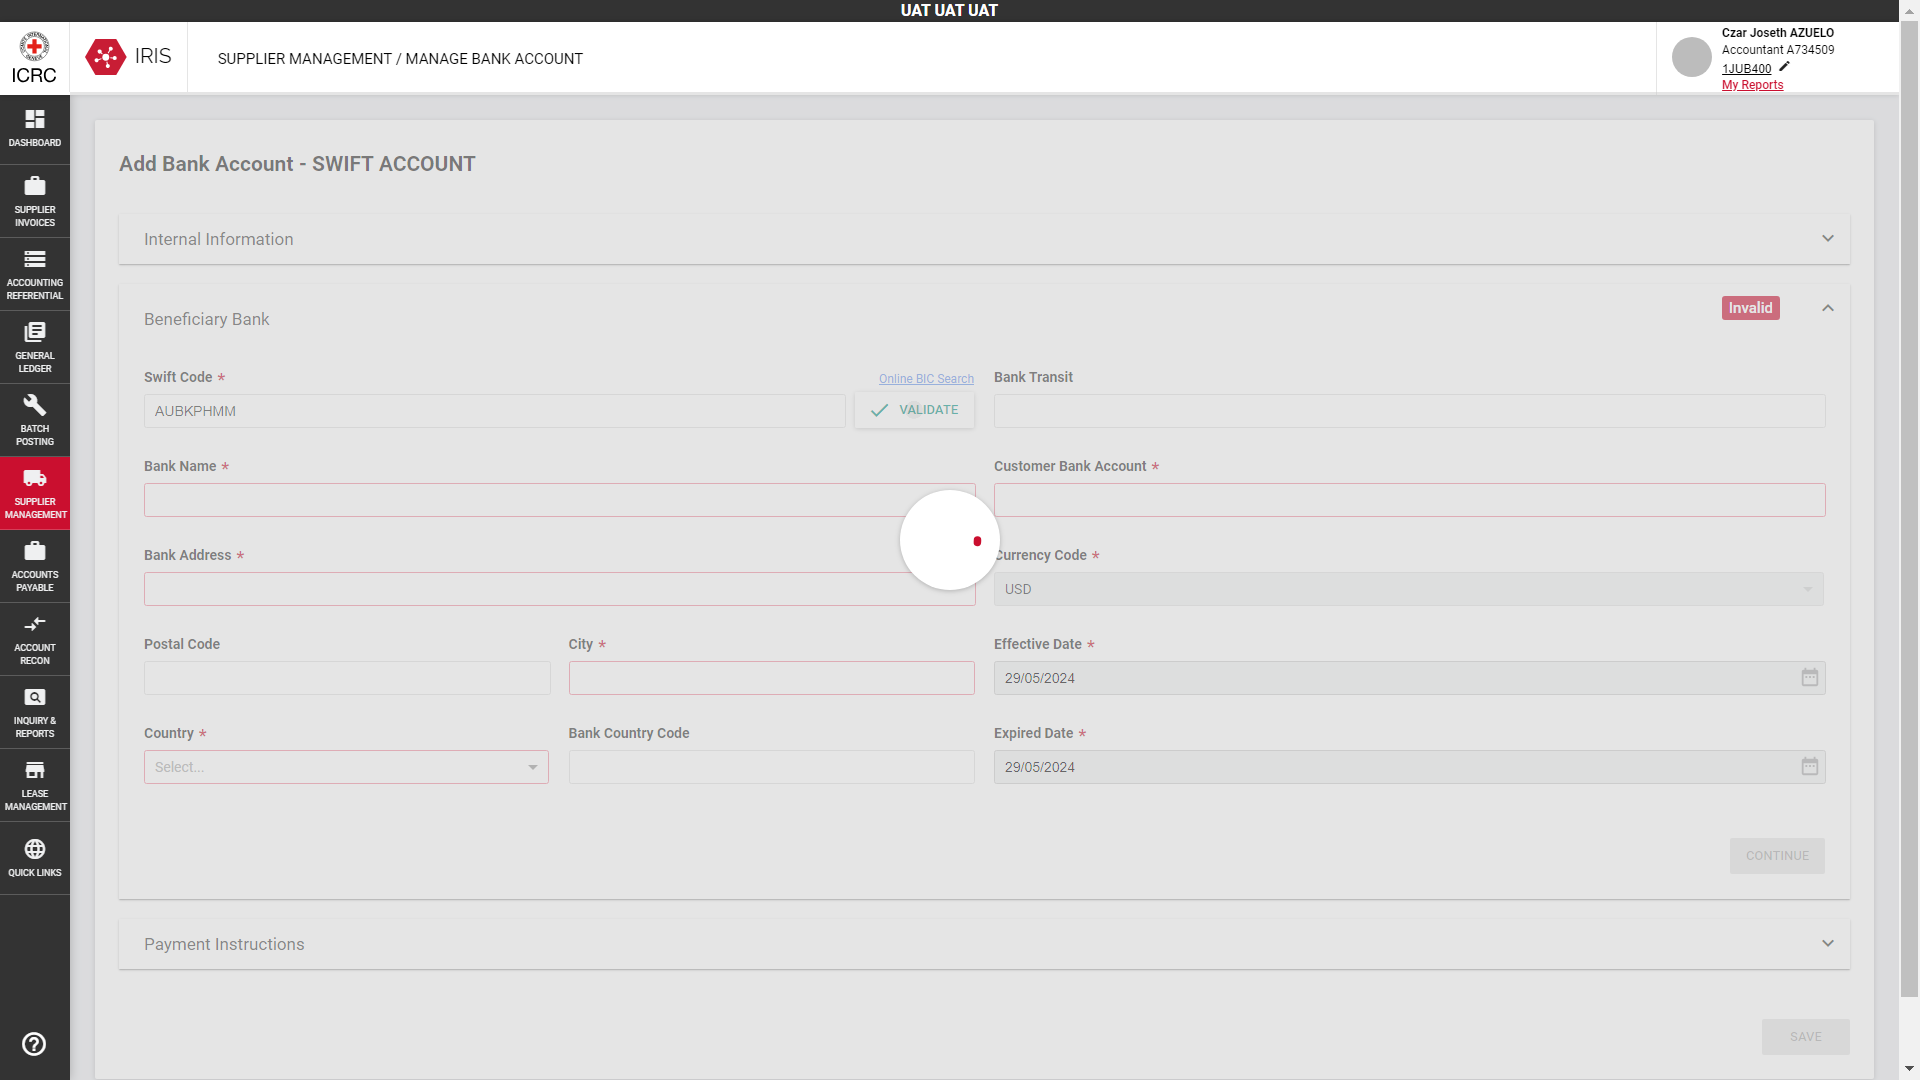 UAT UAT UAT
ICRC
IRIS
SUPPLIER MANAGEMENT / MANAGE BANK ACCOUNT
Czar Joseth AZUELO
Accountant A734509
1JUB400
My Reports
DASHBOARD
SUPPLIER
INVOICES
ACCOUNTING
REFERENTIAL
GENERAL
LEDGER
BATCH
POSTING
SUPPLIER
MANAGEMENT
ACCOUNTS
PAYABLE
ACCOUNT
RECON
INQUIRY &
REPORTS
LEASE
MANAGEMENT
QUICK LINKS
Add Bank Account - SWIFT ACCOUNT
Internal Information
Beneficiary Bank
Invalid
Swift Code *
Online BIC Search
Bank Transit
AUBKPHMM
VALIDATE
Bank Name *
Customer Bank Account *
Bank Address *
Currency Code *
USD
Postal Code
City *
Effective Date *
29/05/2024
Country *
Bank Country Code
Expired Date *
Select...
29/05/2024
CONTINUE
Payment Instructions
SAVE